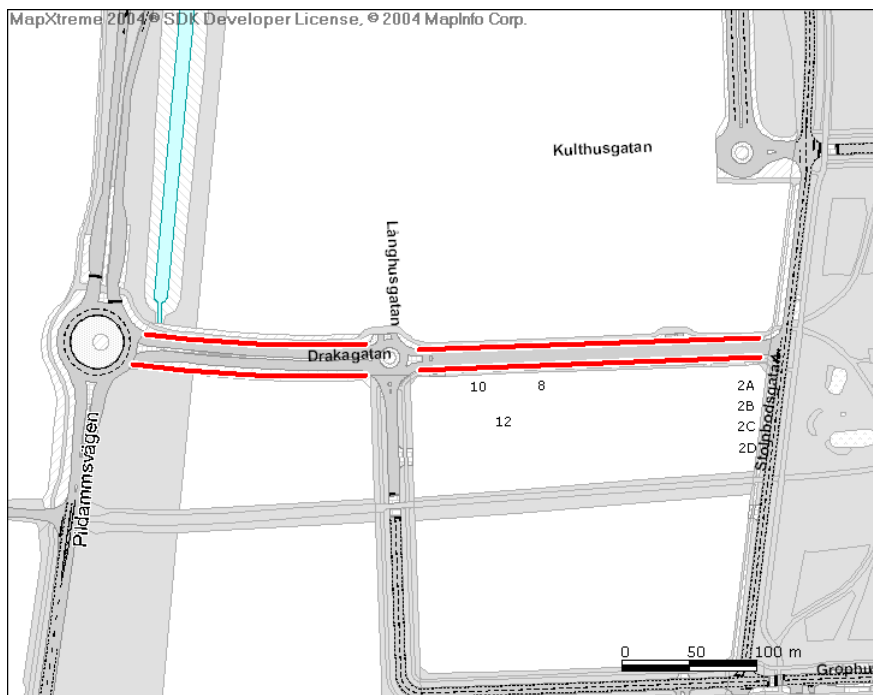 MapXtreme 2004 ® SDK Developer License, © 2004 MapInfo Corp.
Kulthusgatan
Långhusgatan
Drakagatan
10
8
2A
2B
12
2C
2D
Stolpbodsgatan
Pildammsvägen
0 50 100 m
Grophus